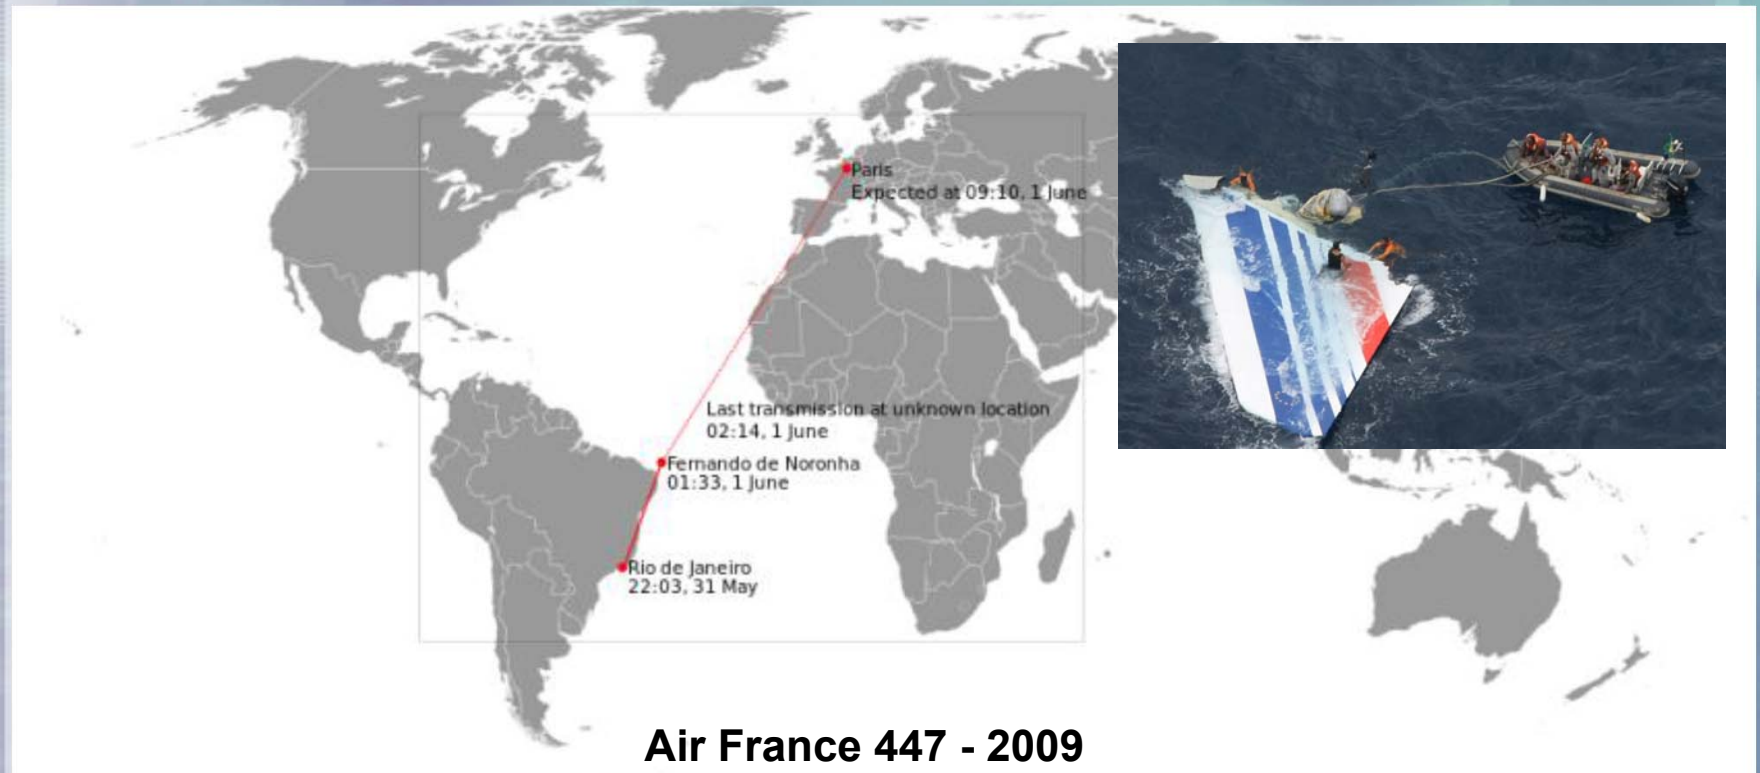 Paris
Expected at 09:10, 1 June
Last transmission at unknown location
02:14, 1 June
Fernando de Noronha
01:33, 1 June
Rio de Janeiro
22:03, 31 May
Air France 447 - 2009